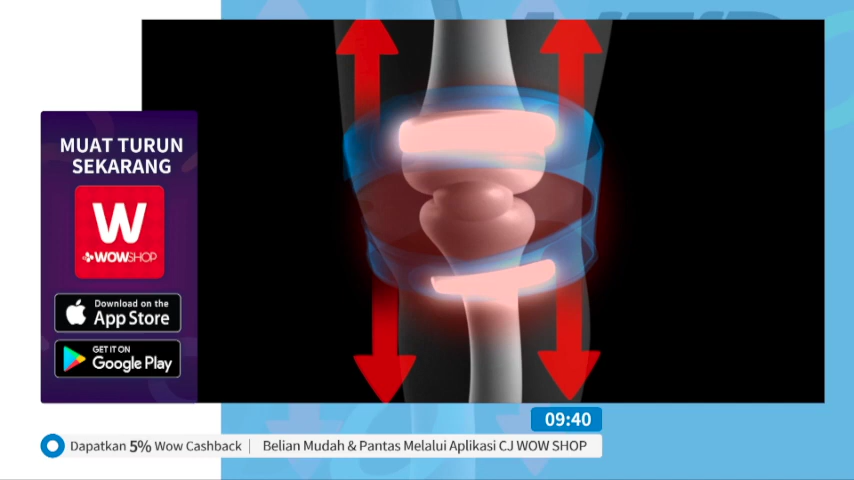 MUAT TURUN
SEKARANG
W
WOWSHOP
Download on the
App Store
GET IT ON
Google Play
09:40
Dapatkan 5% Wow Cashback
Belian Mudah & Pantas Melalui Aplikasi CJ WOW SHOP